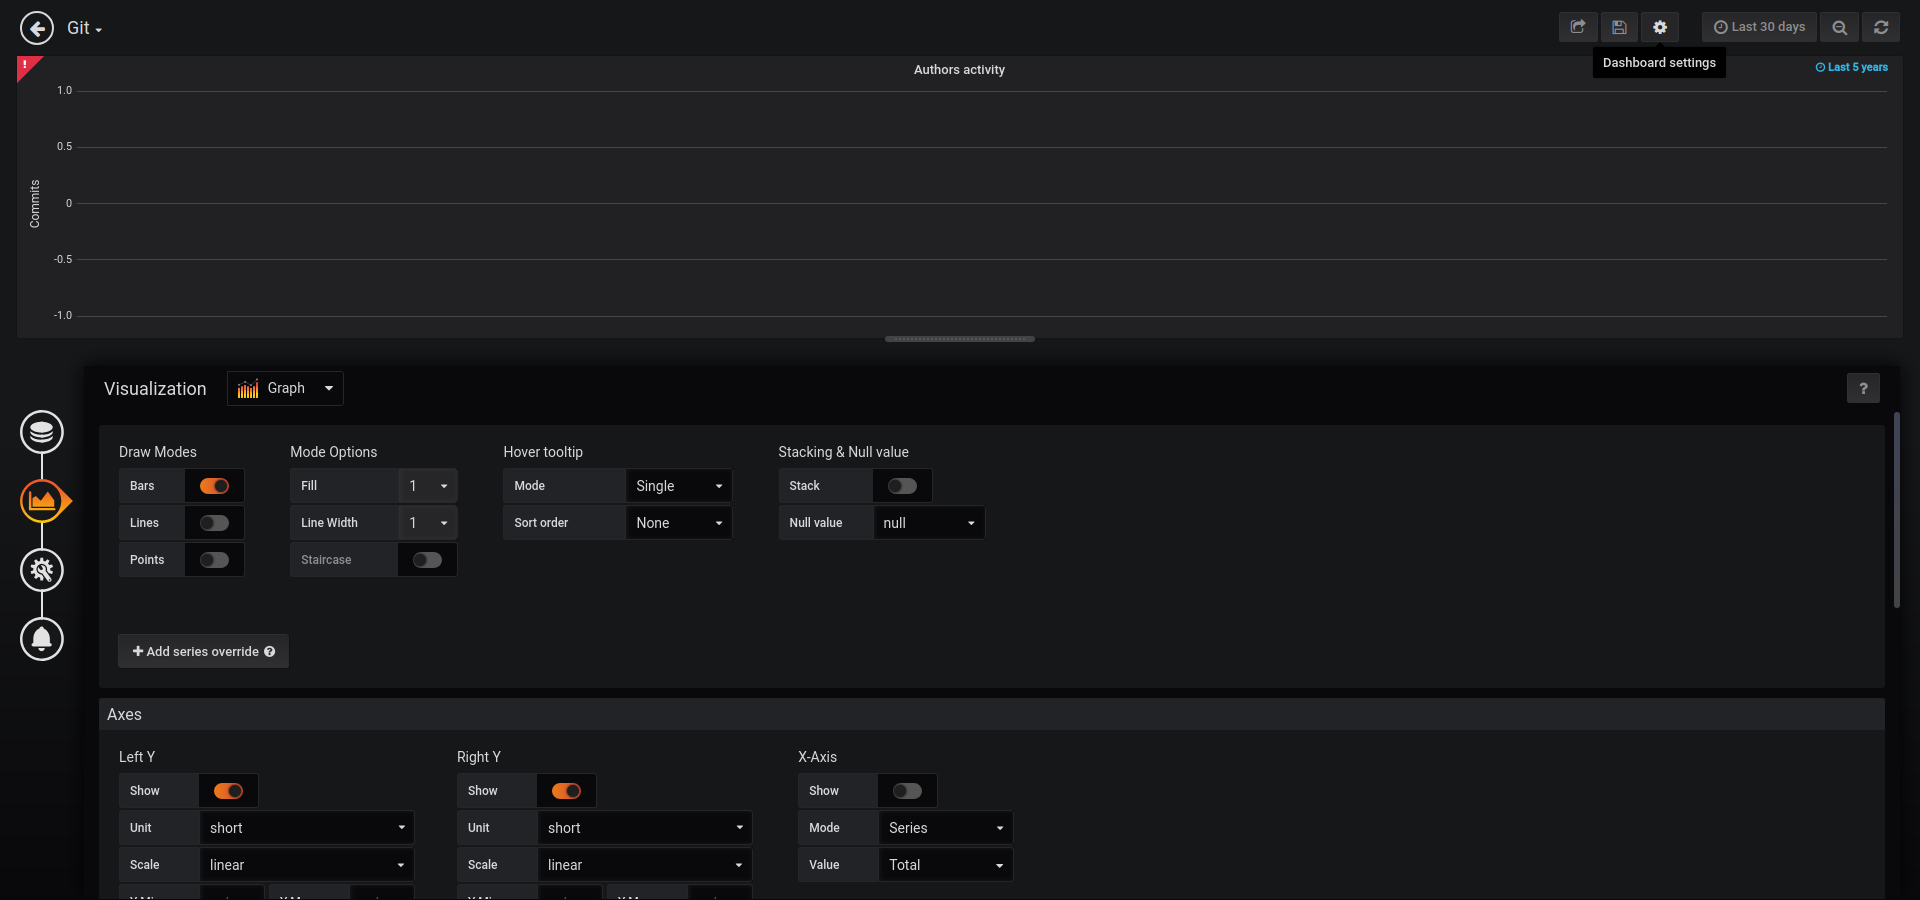 Git
Last 30 days
Dashboard settings
!
Authors activity
Last 5 years
1.0
0.5
0
-0.5
-1.0
Commits
Visualization
Graph
?
Draw Modes
Mode Options
Hover tooltip
Stacking & Null value
Bars
Fill
1
Mode
Single
Stack
Lines
Line Width
1
Sort order
None
Null value
null
Points
Staircase
+ Add series override ?
Axes
Left Y
Right Y
X-Axis
Show
Show
Show
Unit
short
Unit
short
Mode
Series
Scale
linear
Scale
linear
Value
Total